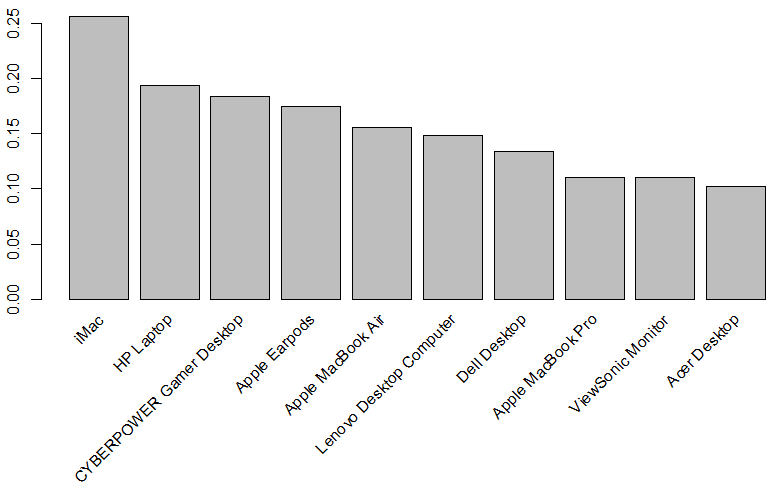 0.25
0.20
0.15
0.10
0.05
0.00
iMac
HP Laptop
CYBERPOWER Gamer Desktop
Apple Earpods
Apple MacBook Air
Lenovo Desktop Computer
Dell Desktop
Apple MacBook Pro
ViewSonic Monitor
Acer Desktop